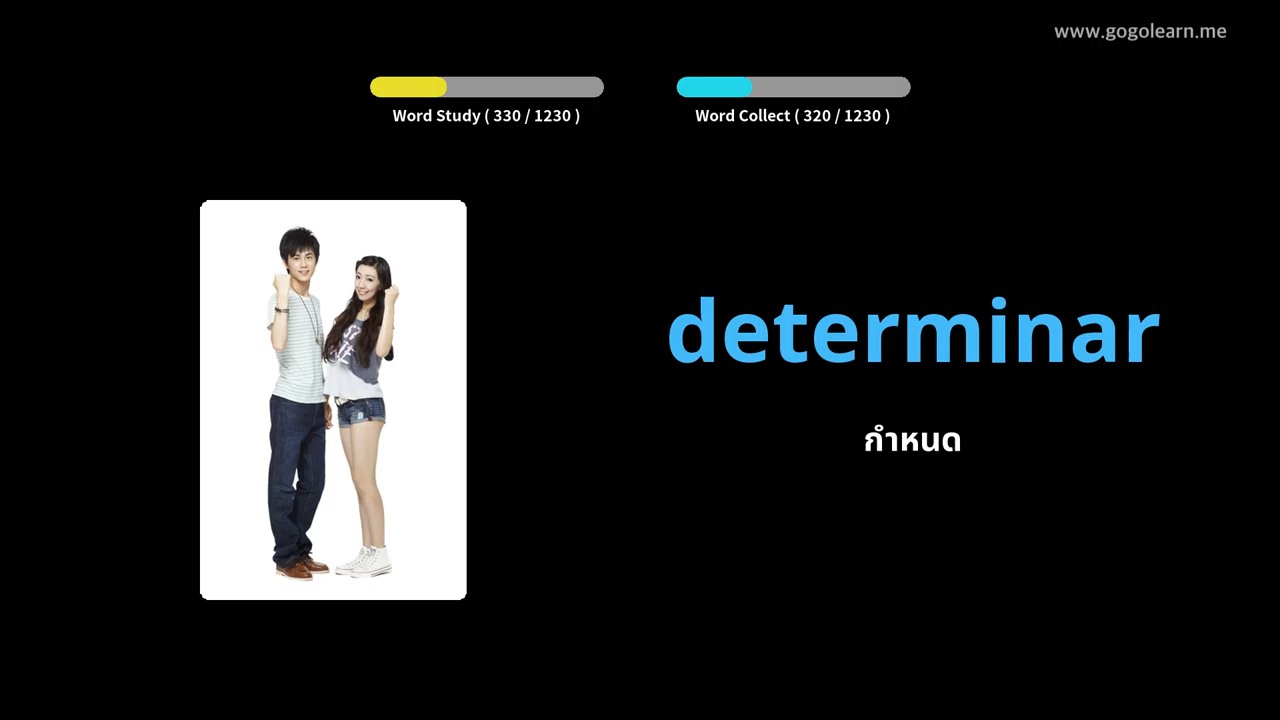 www.gogolearn.me
Word Study ( 330 / 1230 )
Word Collect ( 320 / 1230 )
determinar
กำหนด